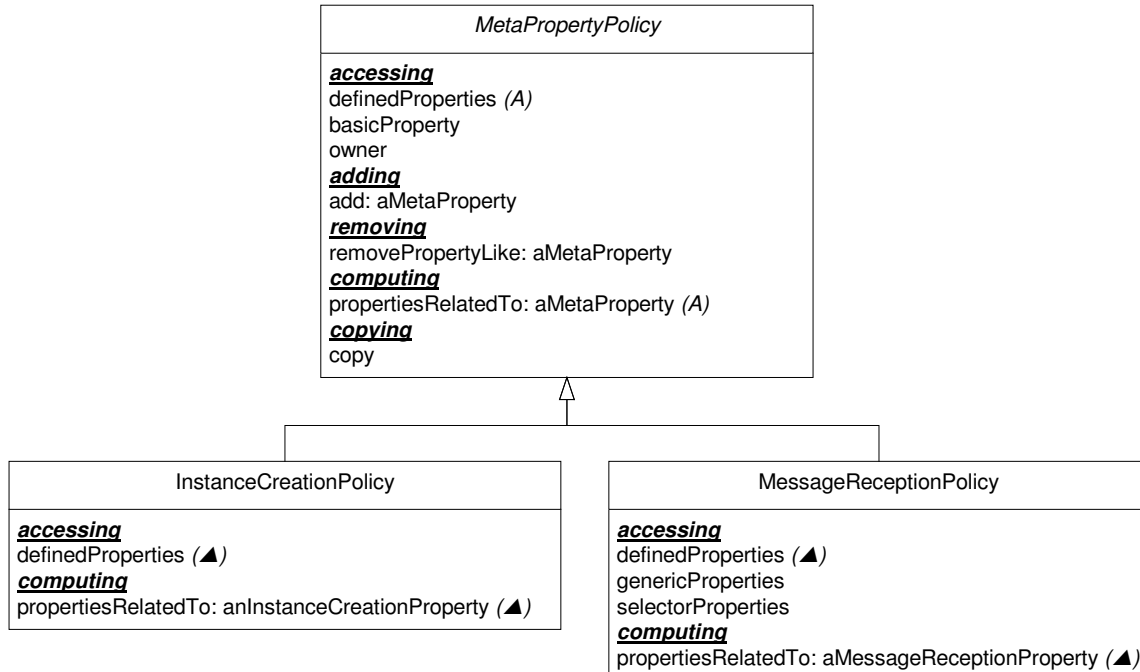 MetaPropertyPolicy
accessing
definedProperties (A)
basicProperty
owner
adding
add: aMetaProperty
removing
removePropertyLike: aMetaProperty
computing
propertiesRelatedTo: aMetaProperty (A)
copying
copy
InstanceCreationPolicy
accessing
definedProperties (▲)
computing
propertiesRelatedTo: anInstanceCreationProperty (▲)
MessageReceptionPolicy
accessing
definedProperties (▲)
genericProperties
selectorProperties
computing
propertiesRelatedTo: aMessageReceptionProperty (▲)